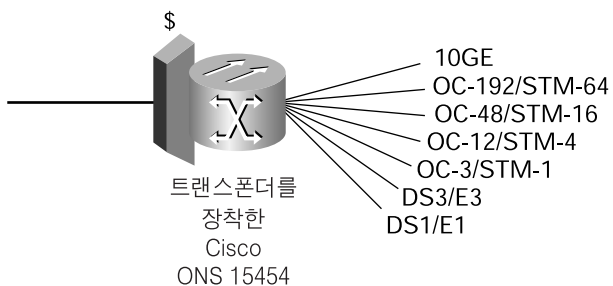 $
10GE
OC-192/STM-64
OC-48/STM-16
OC-12/STM-4
OC-3/STM-1
DS3/E3
DS1/E1
트랜스폰더를
장착한
Cisco
ONS 15454